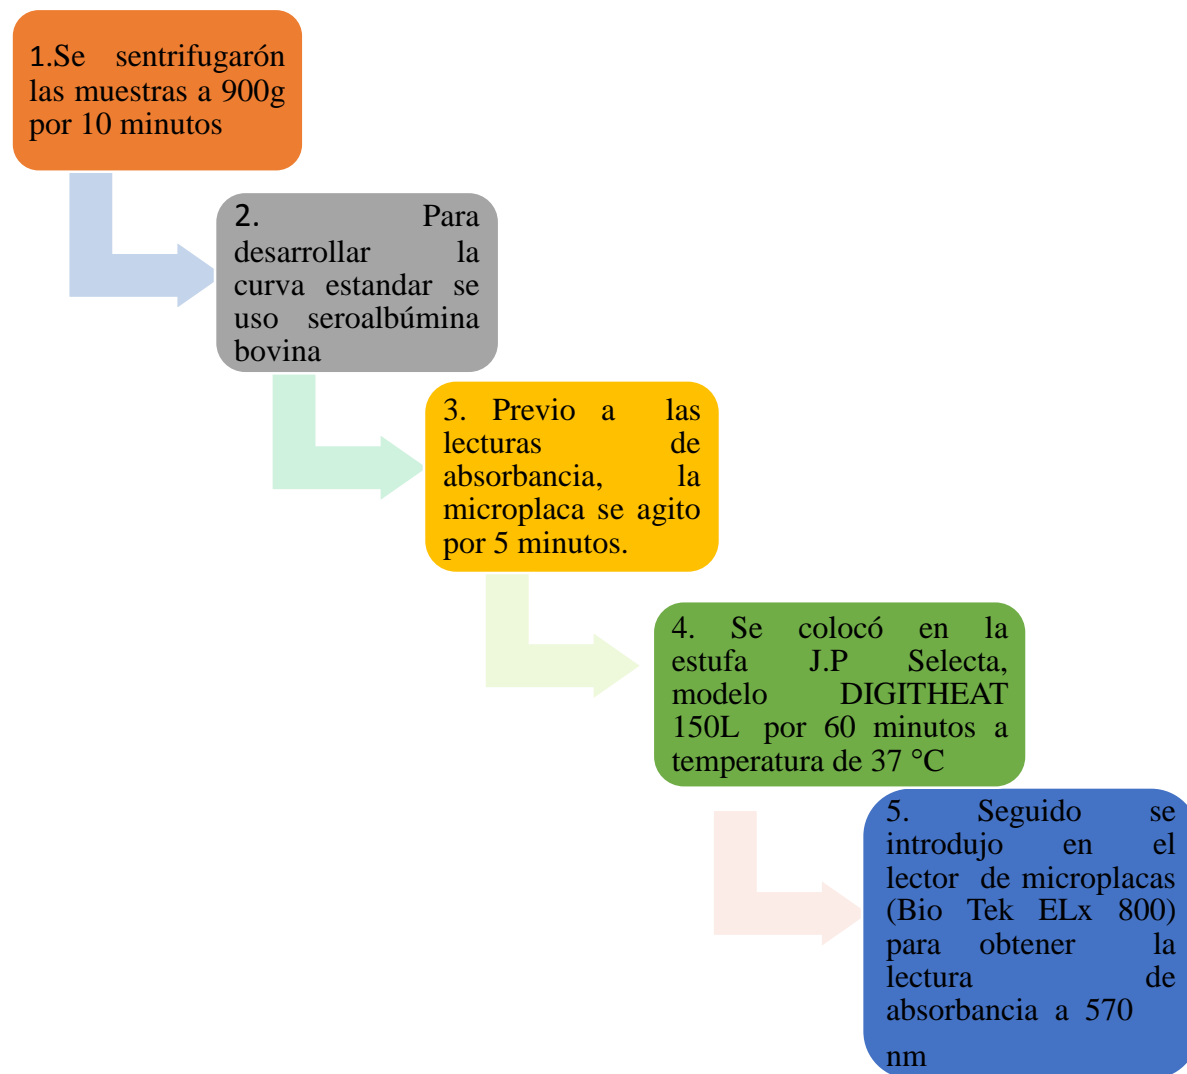 1.Se sentrifugarón
las muestras a 900g
por 10 minutos
2. Para
desarrollar la
curva estandar se
uso seroalbúmina
bovina
3. Previo a las
lecturas de
absorbancia, la
microplaca se agito
por 5 minutos.
4. Se colocó en la
estufa J.P Selecta,
modelo DIGITHEAT
150L por 60 minutos a
temperatura de 37 °C
5. Seguido se
introdujo en el
lector de microplacas
(Bio Tek ELx 800)
para obtener la
lectura de
absorbancia a 570
nm